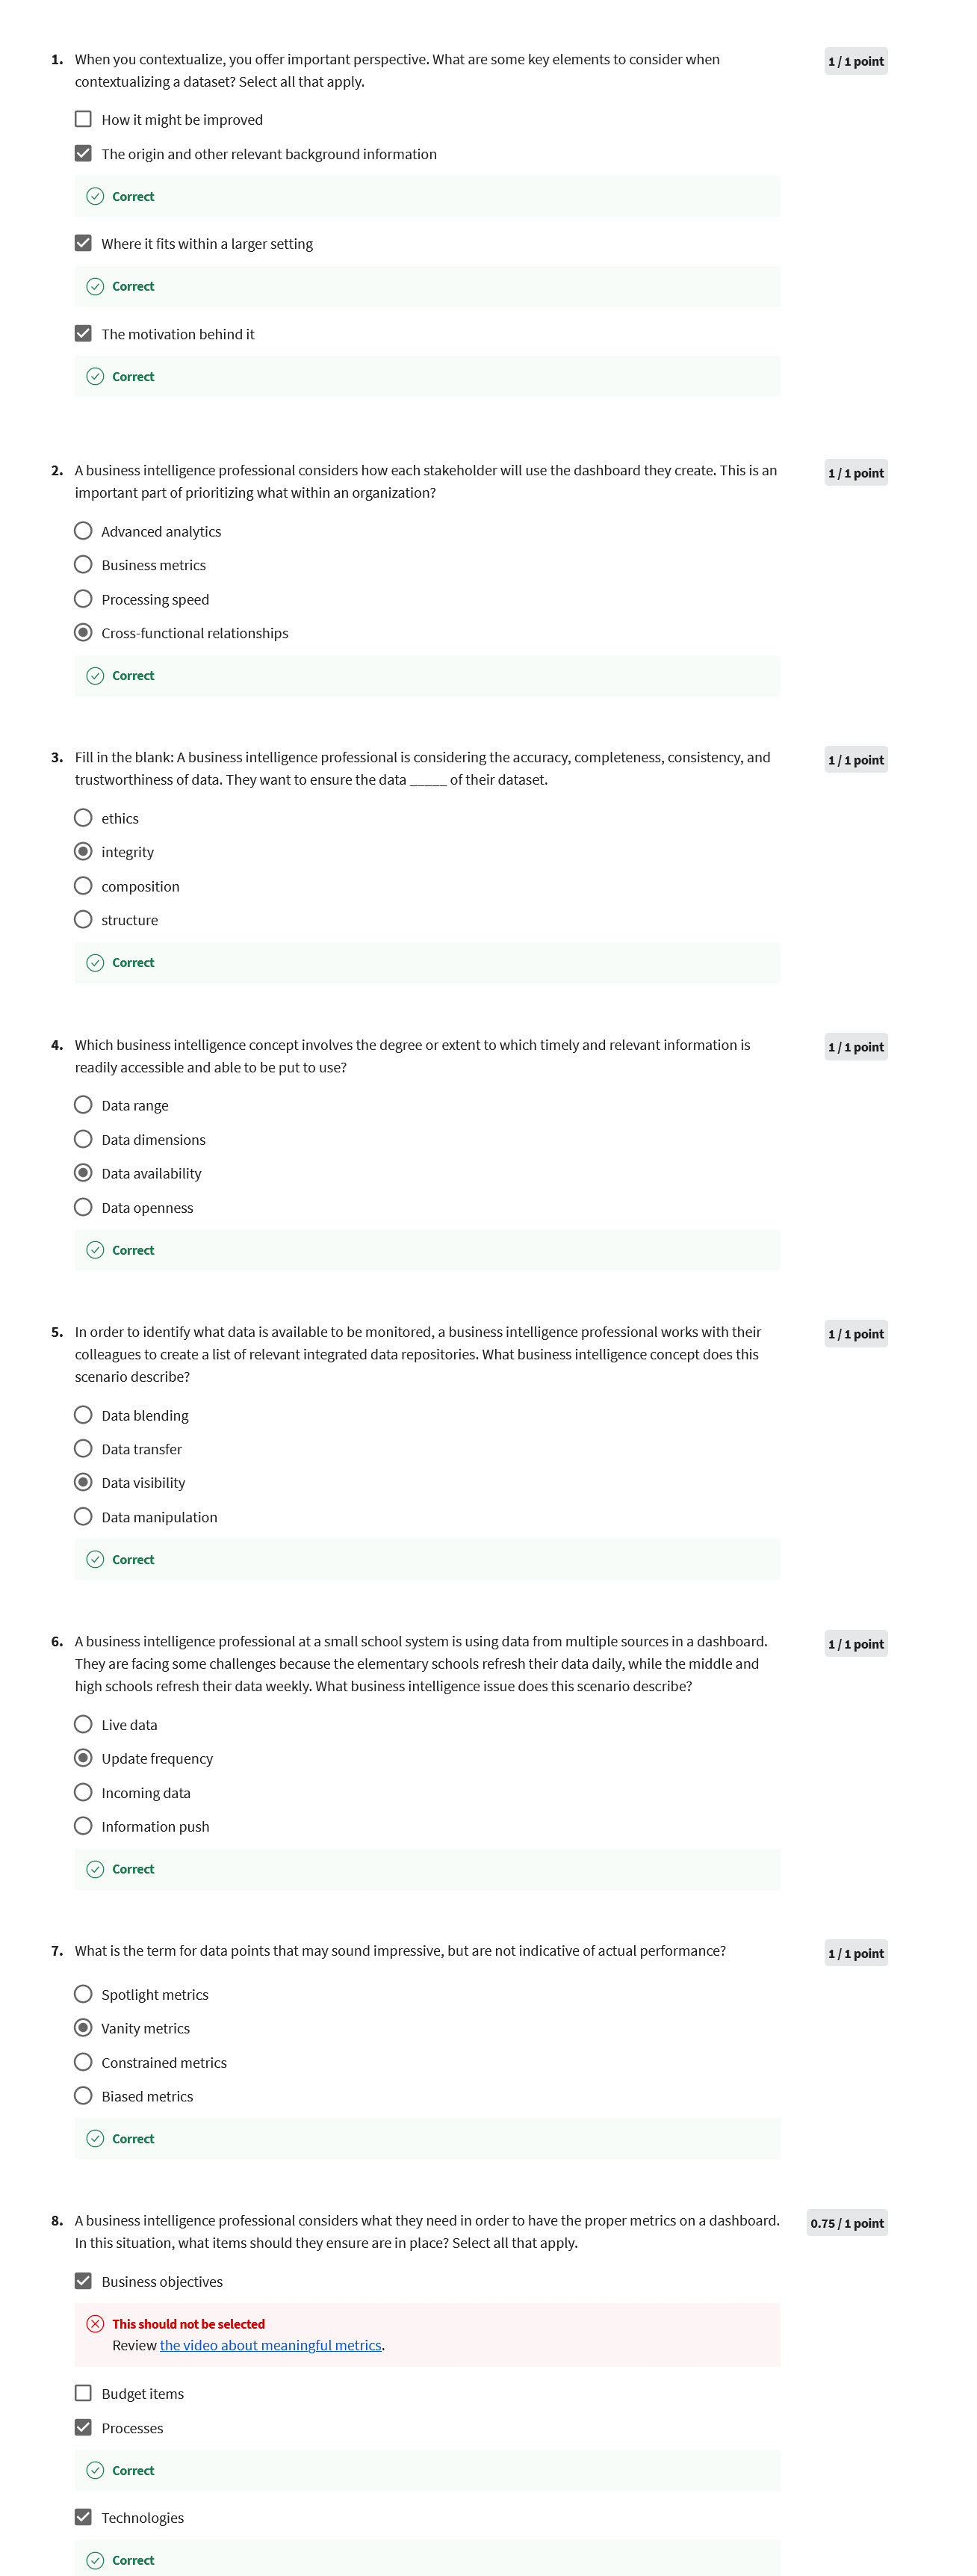 1. When you contextualize, you offer important perspective. What are some key elements to consider when 1 / 1 point
contextualizing a dataset? Select all that apply.
How it might be improved
The origin and other relevant background information
Correct
Where it fits within a larger setting
Correct
The motivation behind it
Correct
2. A business intelligence professional considers how each stakeholder will use the dashboard they create. This is an 1 / 1 point
important part of prioritizing what within an organization?
Advanced analytics
Business metrics
Processing speed
Cross-functional relationships
Correct
3. Fill in the blank: A business intelligence professional is considering the accuracy, completeness, consistency, and 1 / 1 point
trustworthiness of data. They want to ensure the data _____ of their dataset.
ethics
integrity
composition
structure
Correct
4. Which business intelligence concept involves the degree or extent to which timely and relevant information is 1 / 1 point
readily accessible and able to be put to use?
Data range
Data dimensions
Data availability
Data openness
Correct
5. In order to identify what data is available to be monitored, a business intelligence professional works with their 1 / 1 point
colleagues to create a list of relevant integrated data repositories. What business intelligence concept does this
scenario describe?
Data blending
Data transfer
Data visibility
Data manipulation
Correct
6. A business intelligence professional at a small school system is using data from multiple sources in a dashboard. 1 / 1 point
They are facing some challenges because the elementary schools refresh their data daily, while the middle and
high schools refresh their data weekly. What business intelligence issue does this scenario describe?
Live data
Update frequency
Incoming data
Information push
Correct
7. What is the term for data points that may sound impressive, but are not indicative of actual performance? 1 / 1 point
Spotlight metrics
Vanity metrics
Constrained metrics
Biased metrics
Correct
8. A business intelligence professional considers what they need in order to have the proper metrics on a dashboard. 0.75 / 1 point
In this situation, what items should they ensure are in place? Select all that apply.
Business objectives
This should not be selected
Review the video about meaningful metrics.
Budget items
Processes
Correct
Technologies
Correct